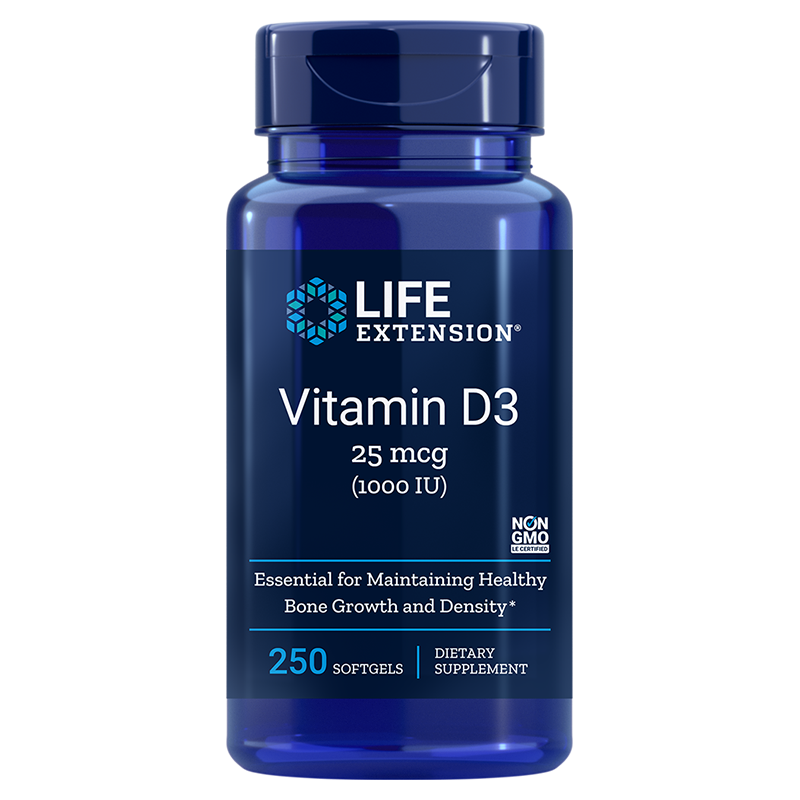 LIFE
EXTENSION®
Vitamin D3
25 mcg
(1000 IU)
NON
GMO
LE CERTIFIED
Essential for Maintaining Healthy
Bone Growth and Density*
250 SOFTGELS
DIETARY
SUPPLEMENT